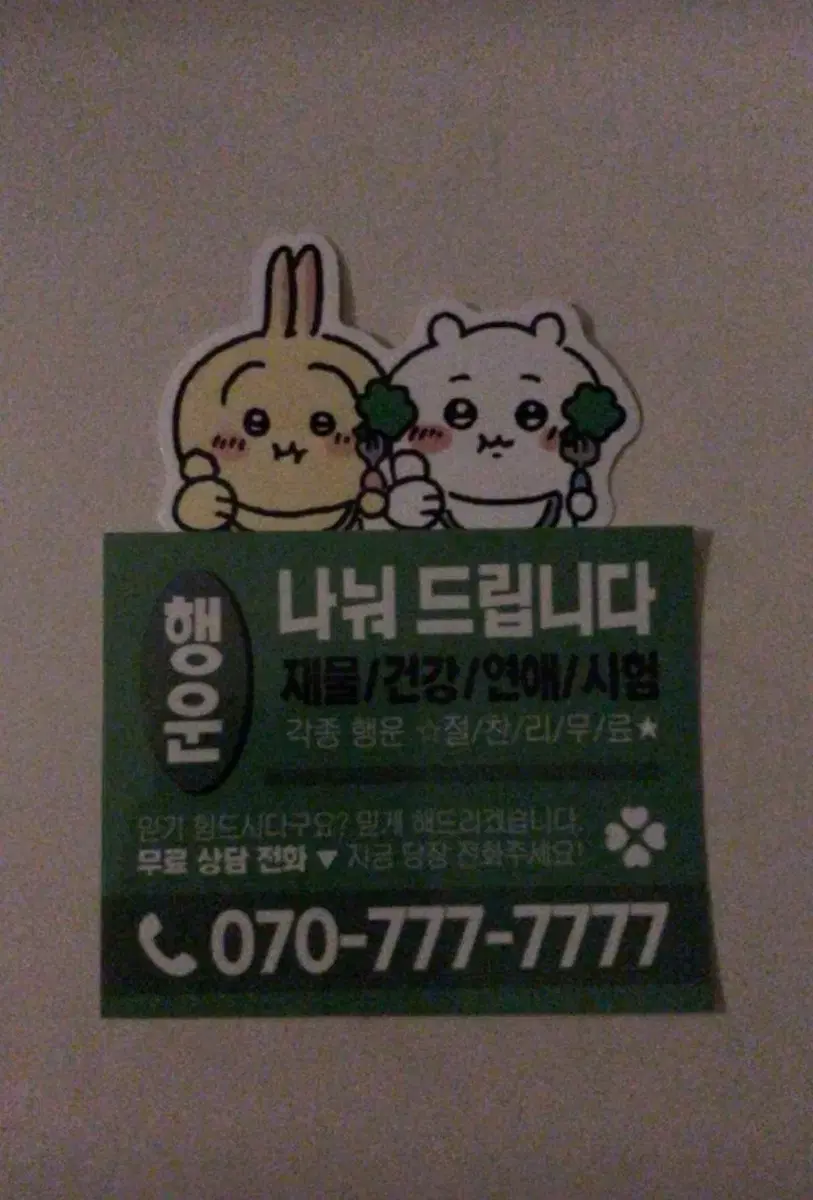 행운
나눠 드립니다
재물/건강/연애/시험
각종 행운 ☆절/찬/리/무/료★
믿기 힘드시다구요? 믿게 해드리겠습니다.
무료 상담 전화 ▼ 지금 당장 전화주세요!
070-777-7777